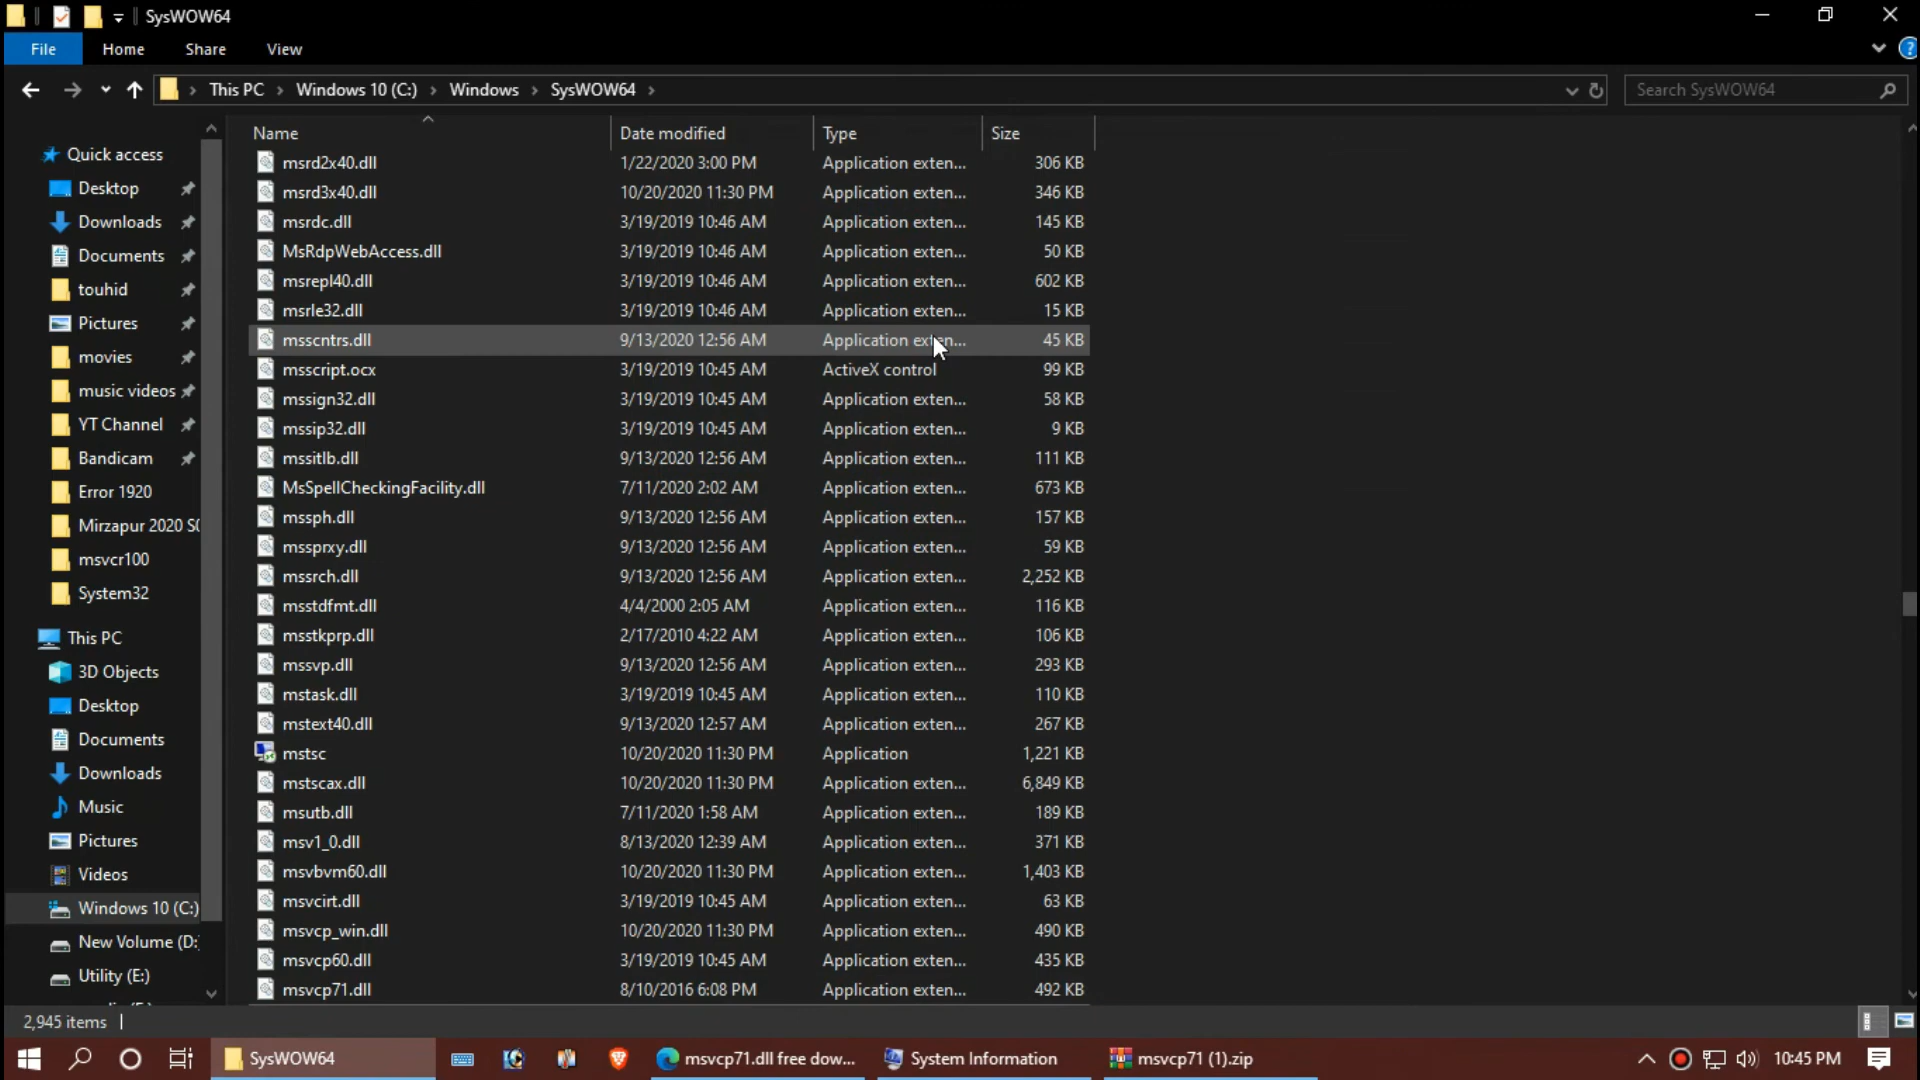 SysWOW64
File Home Share View
This PC Windows 10 (C:) Windows SysWOW64
Search SysWOW64
Name Date modified Type Size
Quick access
Desktop
Downloads
Documents
touhid
Pictures
movies
music videos
YT Channel
Bandicam
Error 1920
Mirzapur 2020 S(
msvcr100
System32
This PC
3D Objects
Desktop
Documents
Downloads
Music
Pictures
Videos
Windows 10 (C:)
New Volume (D:
Utility (E:)
msrd2x40.dll 1/22/2020 3:00 PM Application exten... 306 KB
msrd3x40.dll 10/20/2020 11:30 PM Application exten... 346 KB
msrdc.dll 3/19/2019 10:46 AM Application exten... 145 KB
MsRdpWebAccess.dll 3/19/2019 10:46 AM Application exten... 50 KB
msrepl40.dll 3/19/2019 10:46 AM Application exten... 602 KB
msrle32.dll 3/19/2019 10:46 AM Application exten... 15 KB
msscntrs.dll 9/13/2020 12:56 AM Application exten... 45 KB
msscript.ocx 3/19/2019 10:45 AM ActiveX control 99 KB
mssign32.dll 3/19/2019 10:45 AM Application exten... 58 KB
mssip32.dll 3/19/2019 10:45 AM Application exten... 9 KB
mssitlb.dll 9/13/2020 12:56 AM Application exten... 111 KB
MsSpellCheckingFacility.dll 7/11/2020 2:02 AM Application exten... 673 KB
mssph.dll 9/13/2020 12:56 AM Application exten... 157 KB
mssprxy.dll 9/13/2020 12:56 AM Application exten... 59 KB
mssrch.dll 9/13/2020 12:56 AM Application exten... 2,252 KB
msstdfmt.dll 4/4/2000 2:05 AM Application exten... 116 KB
msstkprp.dll 2/17/2010 4:22 AM Application exten... 106 KB
mssvp.dll 9/13/2020 12:56 AM Application exten... 293 KB
mstask.dll 3/19/2019 10:45 AM Application exten... 110 KB
mstext40.dll 9/13/2020 12:57 AM Application exten... 267 KB
mstsc 10/20/2020 11:30 PM Application 1,221 KB
mstscax.dll 10/20/2020 11:30 PM Application exten... 6,849 KB
msutb.dll 7/11/2020 1:58 AM Application exten... 189 KB
msv1_0.dll 8/13/2020 12:39 AM Application exten... 371 KB
msvbvm60.dll 10/20/2020 11:30 PM Application exten... 1,403 KB
msvcirt.dll 3/19/2019 10:45 AM Application exten... 63 KB
msvcp_win.dll 10/20/2020 11:30 PM Application exten... 490 KB
msvcp60.dll 3/19/2019 10:45 AM Application exten... 435 KB
msvcp71.dll 8/10/2016 6:08 PM Application exten... 492 KB
2,945 items
SysWOW64 msvcp71.dll free dow... System Information msvcp71 (1).zip 10:45 PM